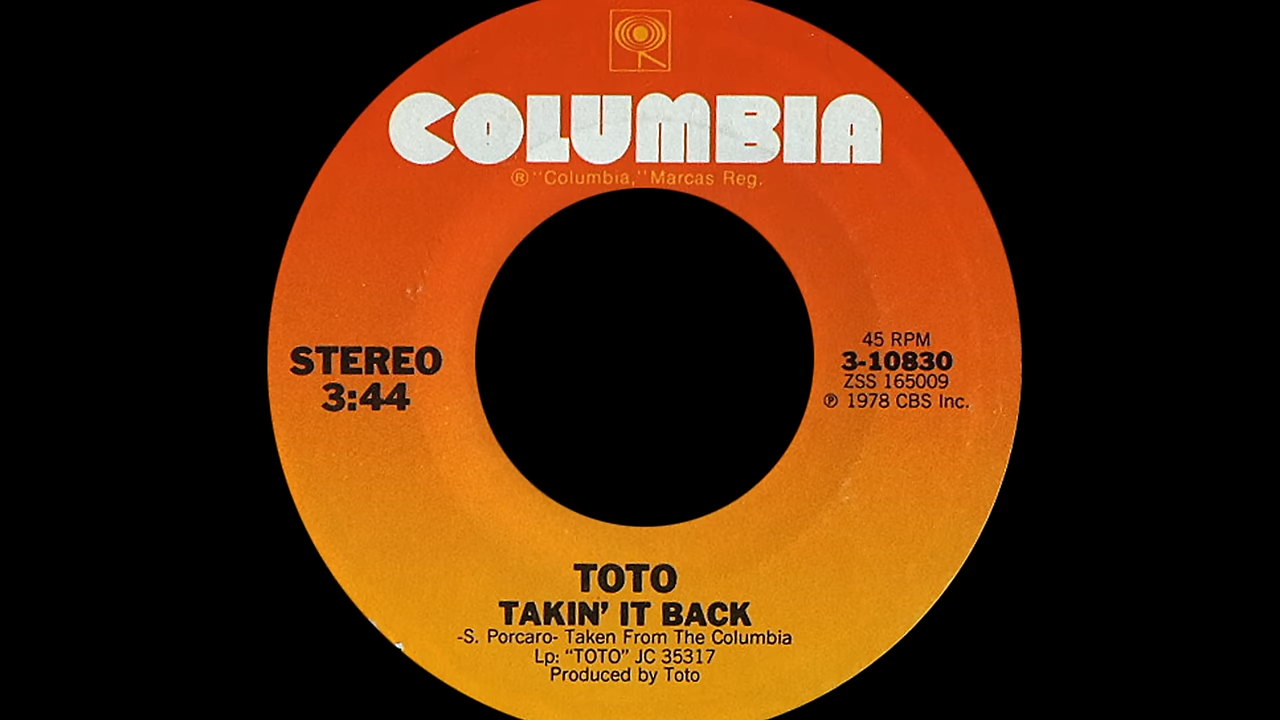 COLUMBIA
® "Columbia," Marcas Reg.
STEREO
3:44
45 RPM
3-10830
ZSS 165009
℗ 1978 CBS Inc.
TOTO
TAKIN' IT BACK
-S. Porcaro- Taken From The Columbia
Lp: "TOTO" JC 35317
Produced by Toto